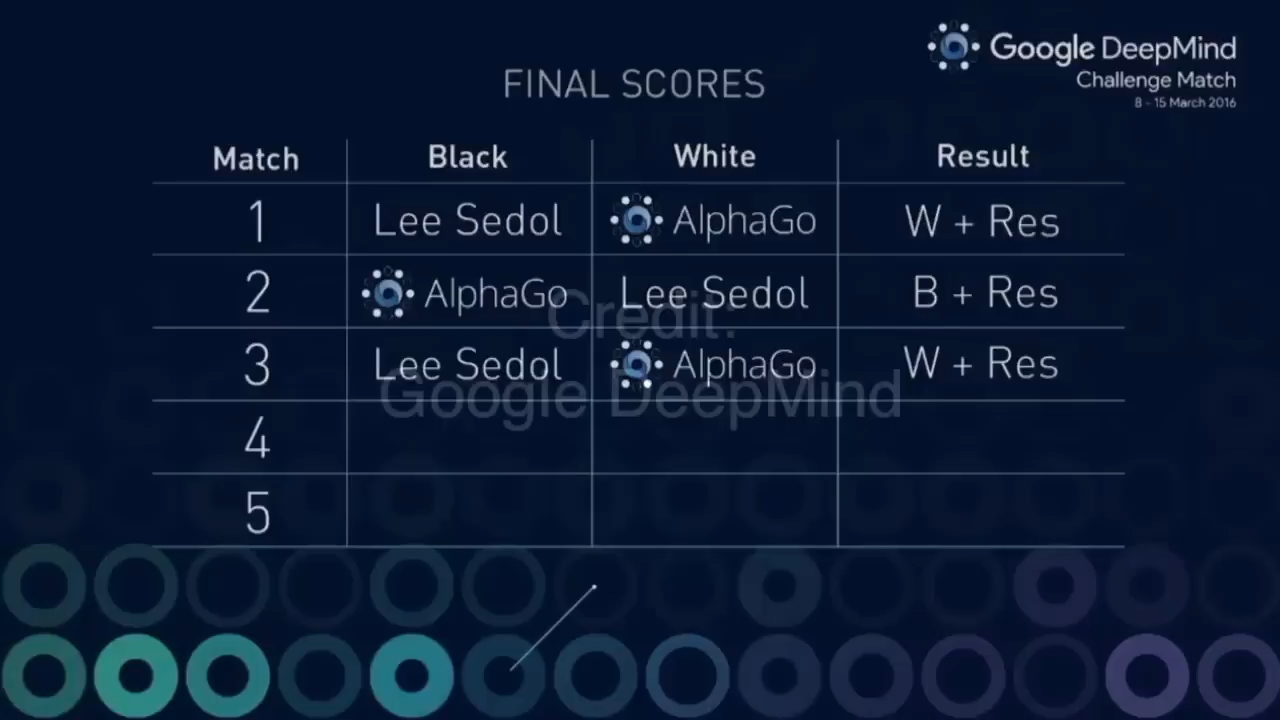 Google DeepMind
Challenge Match
8 - 15 March 2016
FINAL SCORES
Match Black White Result
1 Lee Sedol AlphaGo W + Res
2 AlphaGo Lee Sedol B + Res
3 Lee Sedol AlphaGo W + Res
4
5
Credit:
Google DeepMind